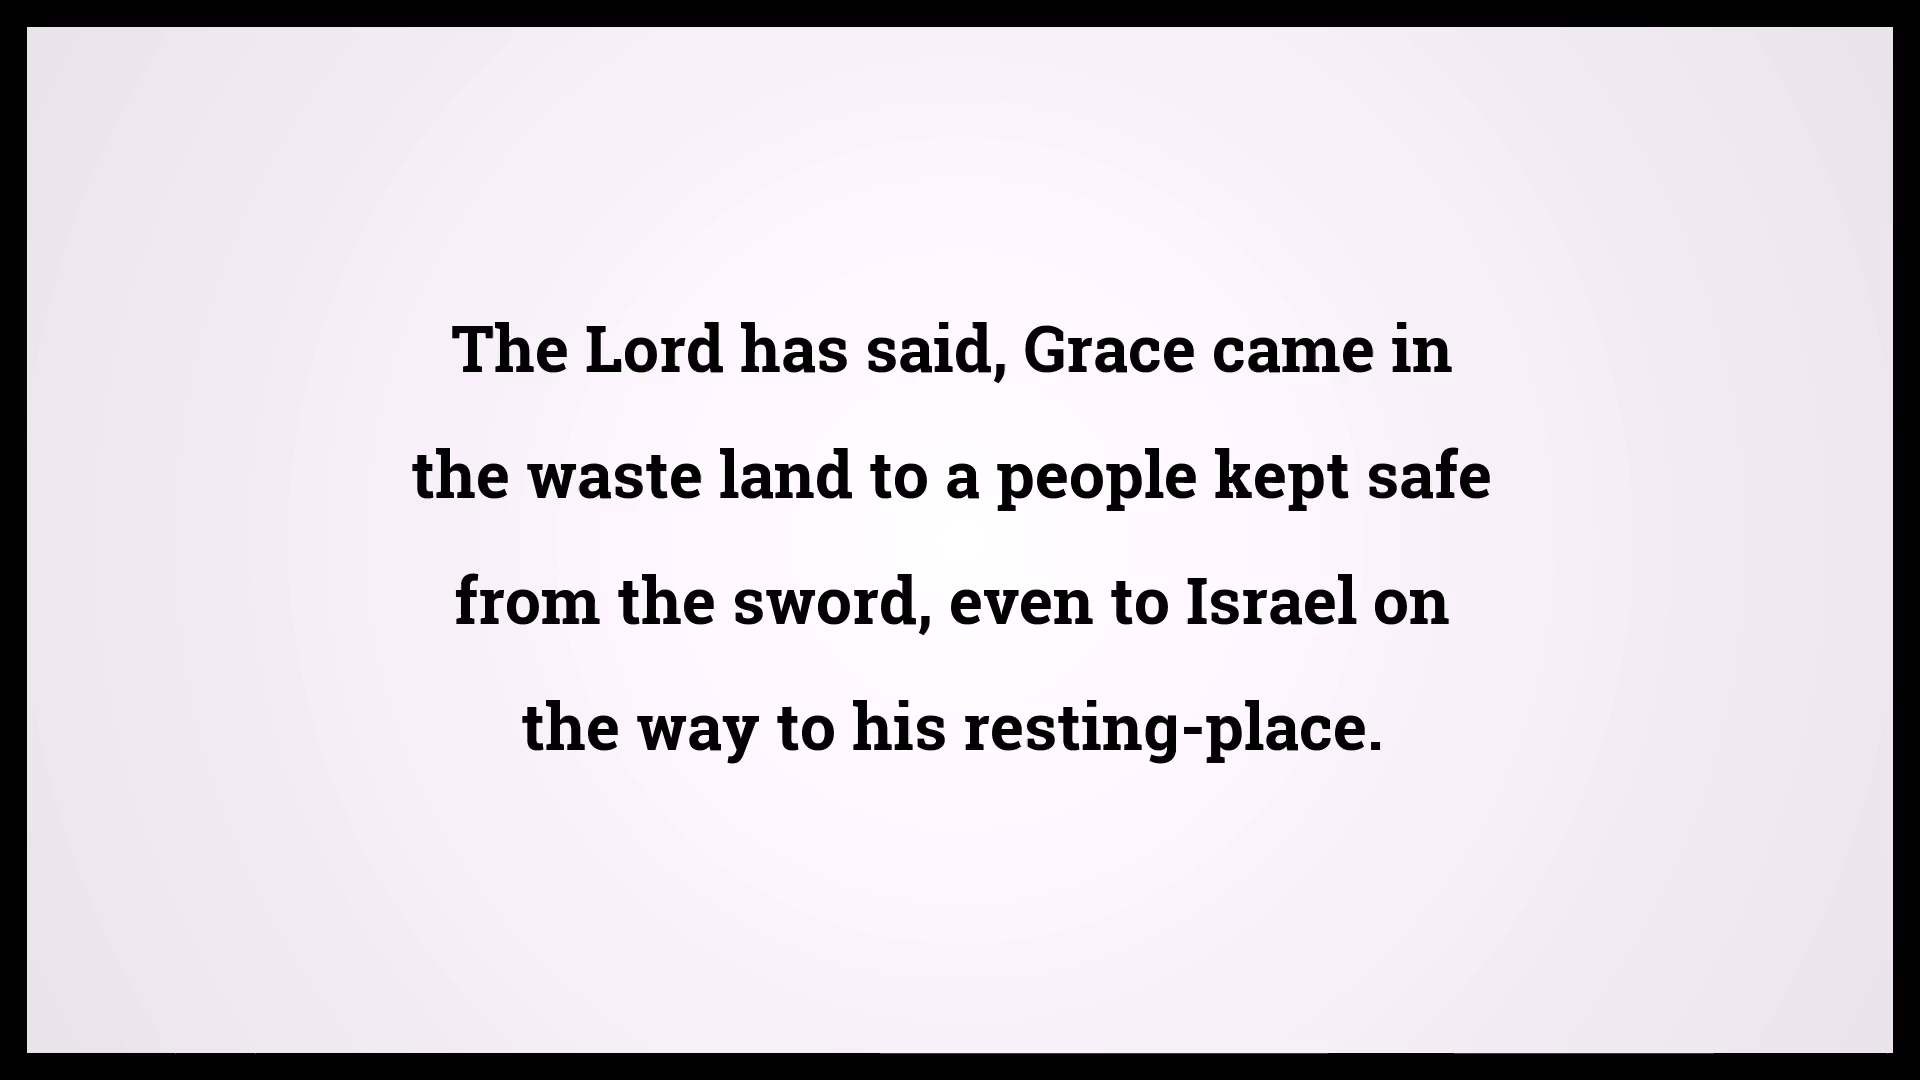 The Lord has said, Grace came in
the waste land to a people kept safe
from the sword, even to Israel on
the way to his resting-place.